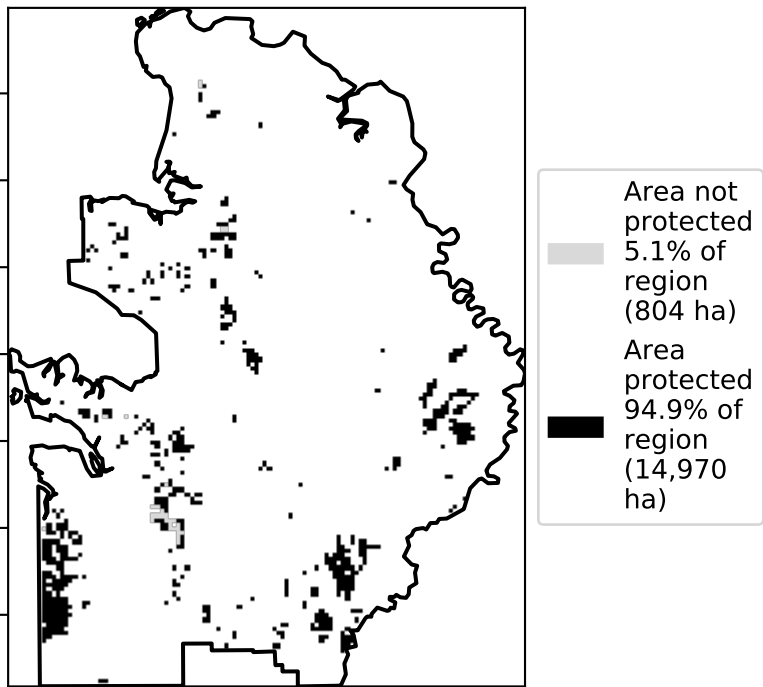 Area not
protected
5.1% of
region
(804 ha)
Area
protected
94.9% of
region
(14,970
ha)